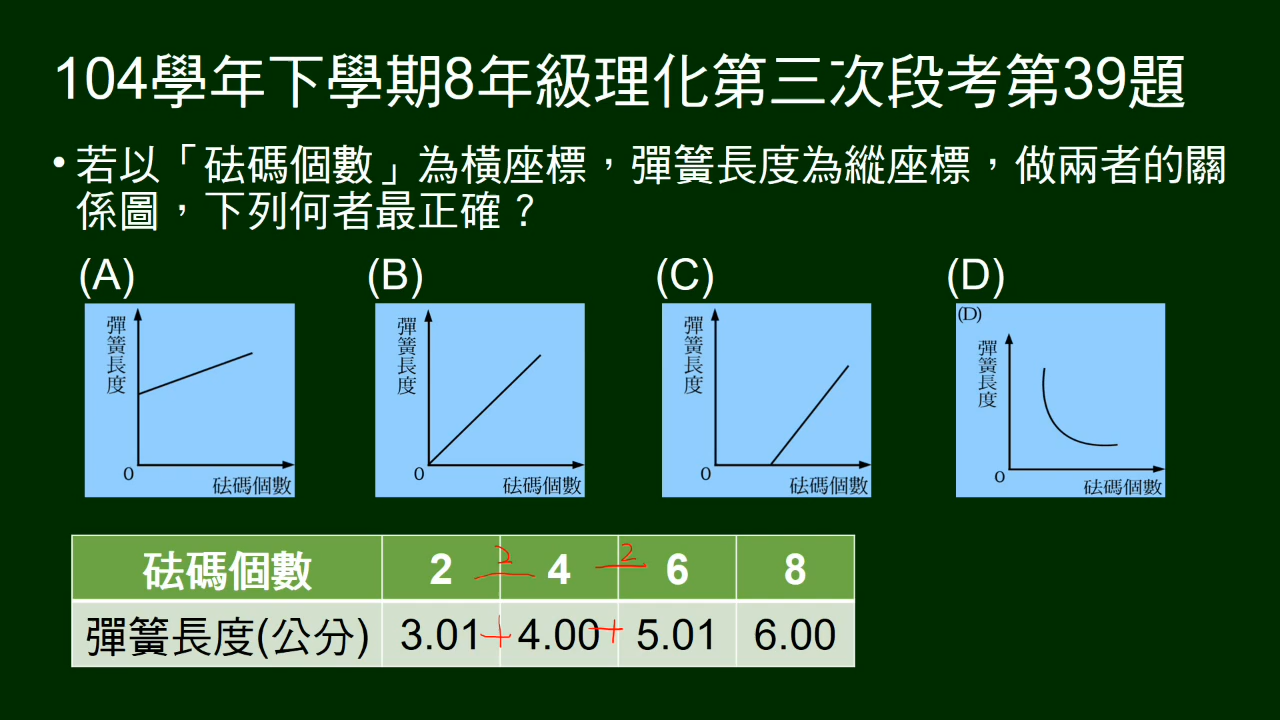 104學年下學期8年級理化第三次段考第39題
• 若以「砝碼個數」為橫座標，彈簧長度為縱座標，做兩者的關
係圖，下列何者最正確？
(A) (B) (C) (D)
彈簧長度 0 砝碼個數
彈簧長度 0 砝碼個數
彈簧長度 0 砝碼個數
(D) 彈簧長度 0 砝碼個數
2 2
砝碼個數 2 4 6 8
彈簧長度(公分) 3.01 4.00 5.01 6.00